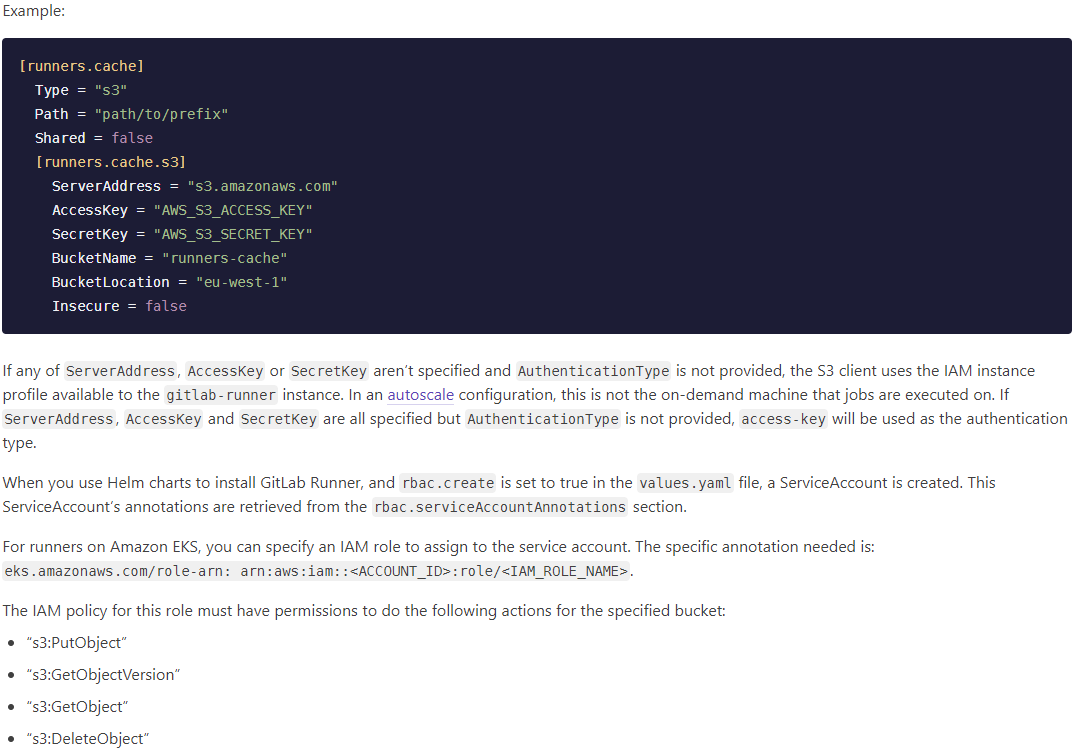 Example:
[runners.cache]
Type = "s3"
Path = "path/to/prefix"
Shared = false
[runners.cache.s3]
ServerAddress = "s3.amazonaws.com"
AccessKey = "AWS_S3_ACCESS_KEY"
SecretKey = "AWS_S3_SECRET_KEY"
BucketName = "runners-cache"
BucketLocation = "eu-west-1"
Insecure = false
If any of ServerAddress, AccessKey or SecretKey aren’t specified and AuthenticationType is not provided, the S3 client uses the IAM instance
profile available to the gitlab-runner instance. In an autoscale configuration, this is not the on-demand machine that jobs are executed on. If
ServerAddress, AccessKey and SecretKey are all specified but AuthenticationType is not provided, access-key will be used as the authentication
type.
When you use Helm charts to install GitLab Runner, and rbac.create is set to true in the values.yaml file, a ServiceAccount is created. This
ServiceAccount’s annotations are retrieved from the rbac.serviceAccountAnnotations section.
For runners on Amazon EKS, you can specify an IAM role to assign to the service account. The specific annotation needed is:
eks.amazonaws.com/role-arn: arn:aws:iam::<ACCOUNT_ID>:role/<IAM_ROLE_NAME>.
The IAM policy for this role must have permissions to do the following actions for the specified bucket:
• “s3:PutObject”
• “s3:GetObjectVersion”
• “s3:GetObject”
• “s3:DeleteObject”